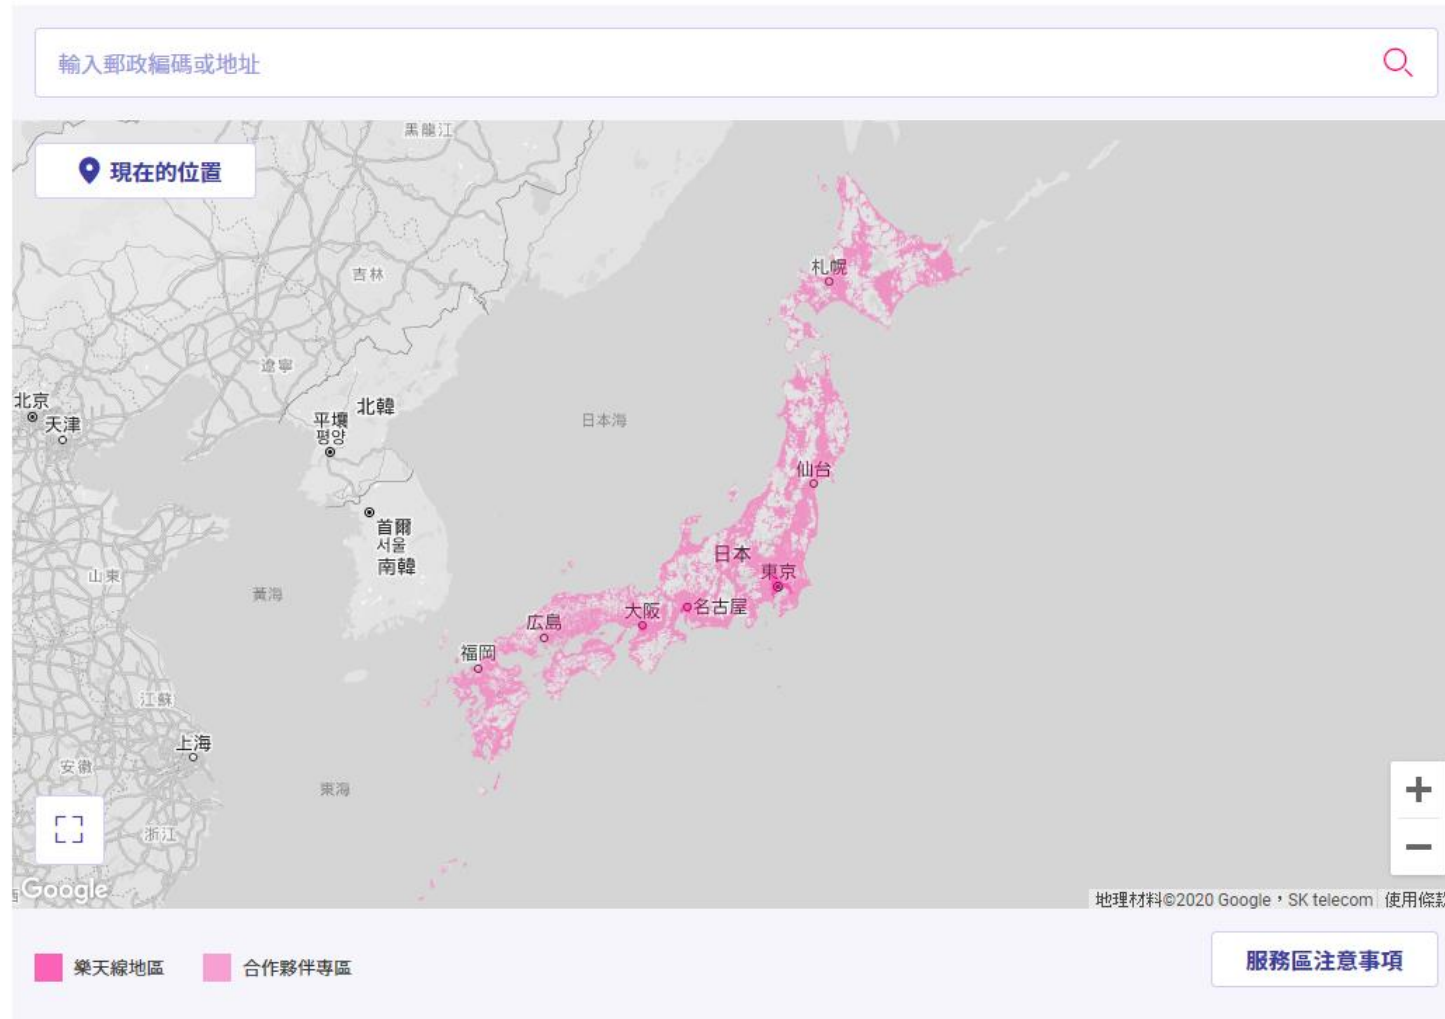 輸入郵政編碼或地址
現在的位置
黑龍江
吉林
遼寧
札幌
北京
天津
北韓
平壤
평양
日本海
仙台
首爾
서울
南韓
日本
東京
山東
黃海
大阪
名古屋
広島
福岡
江蘇
上海
安徽
東海
浙江
Google
地理材料©2020 Google，SK telecom
使用條款
樂天線地區
合作夥伴專區
服務區注意事項